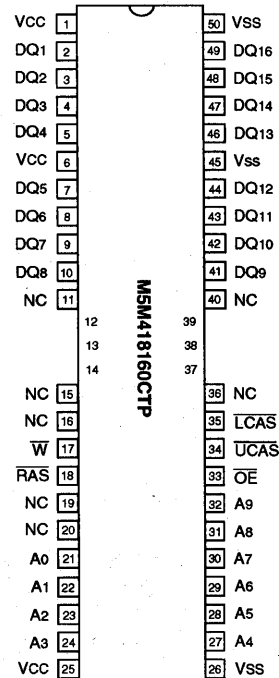 VCC 1 50 VSS
DQ1 2 49 DQ16
DQ2 3 48 DQ15
DQ3 4 47 DQ14
DQ4 5 46 DQ13
VCC 6 45 VSS
DQ5 7 44 DQ12
DQ6 8 43 DQ11
DQ7 9 42 DQ10
DQ8 10 41 DQ9
NC 11 40 NC
12 39
13 38
14 37
M5M418160CTP
NC 15 36 NC
NC 16 35 LCAS
W 17 34 UCAS
RAS 18 33 OE
NC 19 32 A9
NC 20 31 A8
A0 21 30 A7
A1 22 29 A6
A2 23 28 A5
A3 24 27 A4
VCC 25 26 VSS